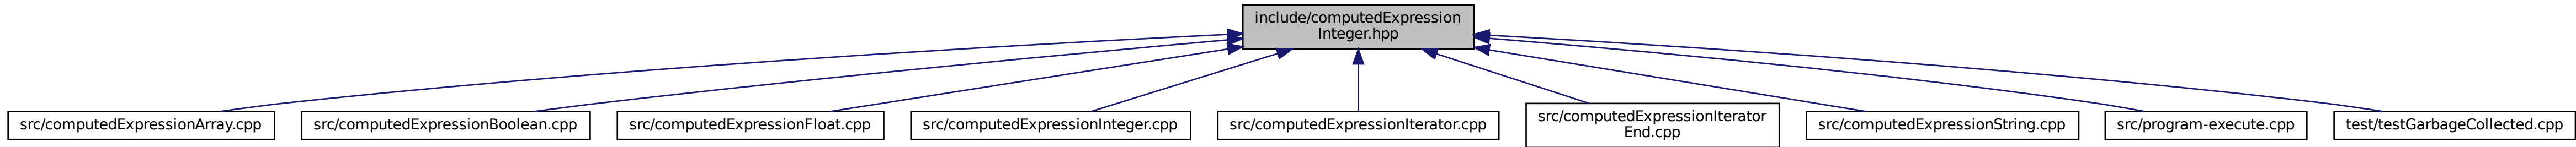 include/computedExpression
Integer.hpp
src/computedExpressionArray.cpp
src/computedExpressionBoolean.cpp
src/computedExpressionFloat.cpp
src/computedExpressionInteger.cpp
src/computedExpressionIterator.cpp
src/computedExpressionIterator
End.cpp
src/computedExpressionString.cpp
src/program-execute.cpp
test/testGarbageCollected.cpp